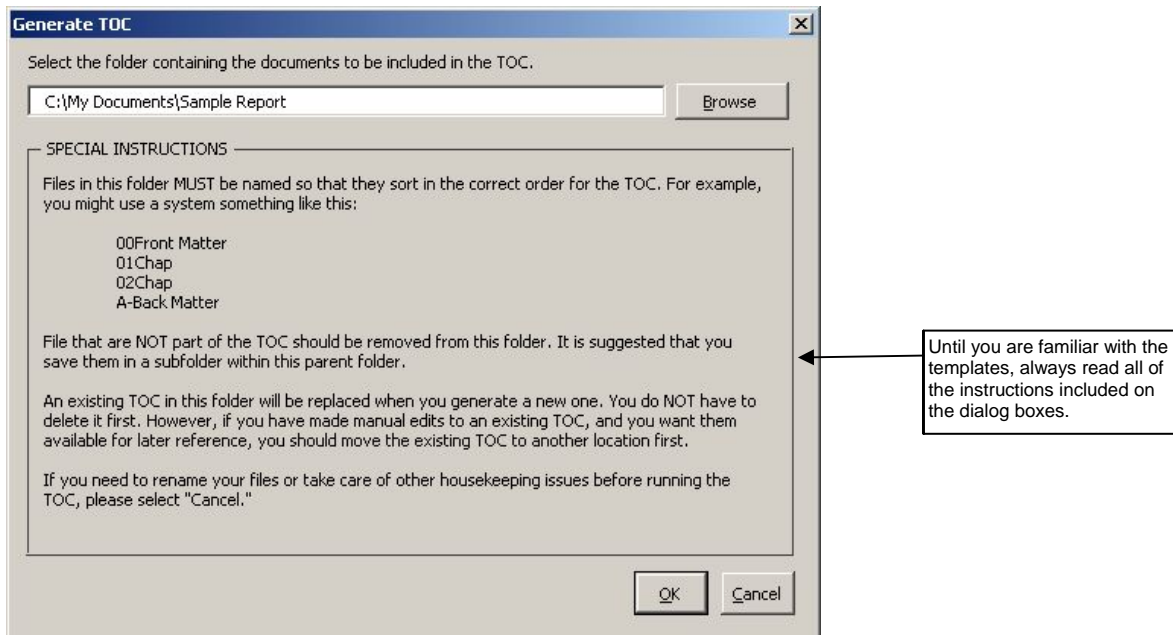 Generate TOC
Select the folder containing the documents to be included in the TOC.
C:\My Documents\Sample Report
Browse
SPECIAL INSTRUCTIONS
Files in this folder MUST be named so that they sort in the correct order for the TOC. For example,
you might use a system something like this:
00Front Matter
01Chap
02Chap
A-Back Matter
File that are NOT part of the TOC should be removed from this folder. It is suggested that you
save them in a subfolder within this parent folder.
An existing TOC in this folder will be replaced when you generate a new one. You do NOT have to
delete it first. However, if you have made manual edits to an existing TOC, and you want them
available for later reference, you should move the existing TOC to another location first.
If you need to rename your files or take care of other housekeeping issues before running the
TOC, please select "Cancel."
OK
Cancel
Until you are familiar with the
templates, always read all of
the instructions included on
the dialog boxes.